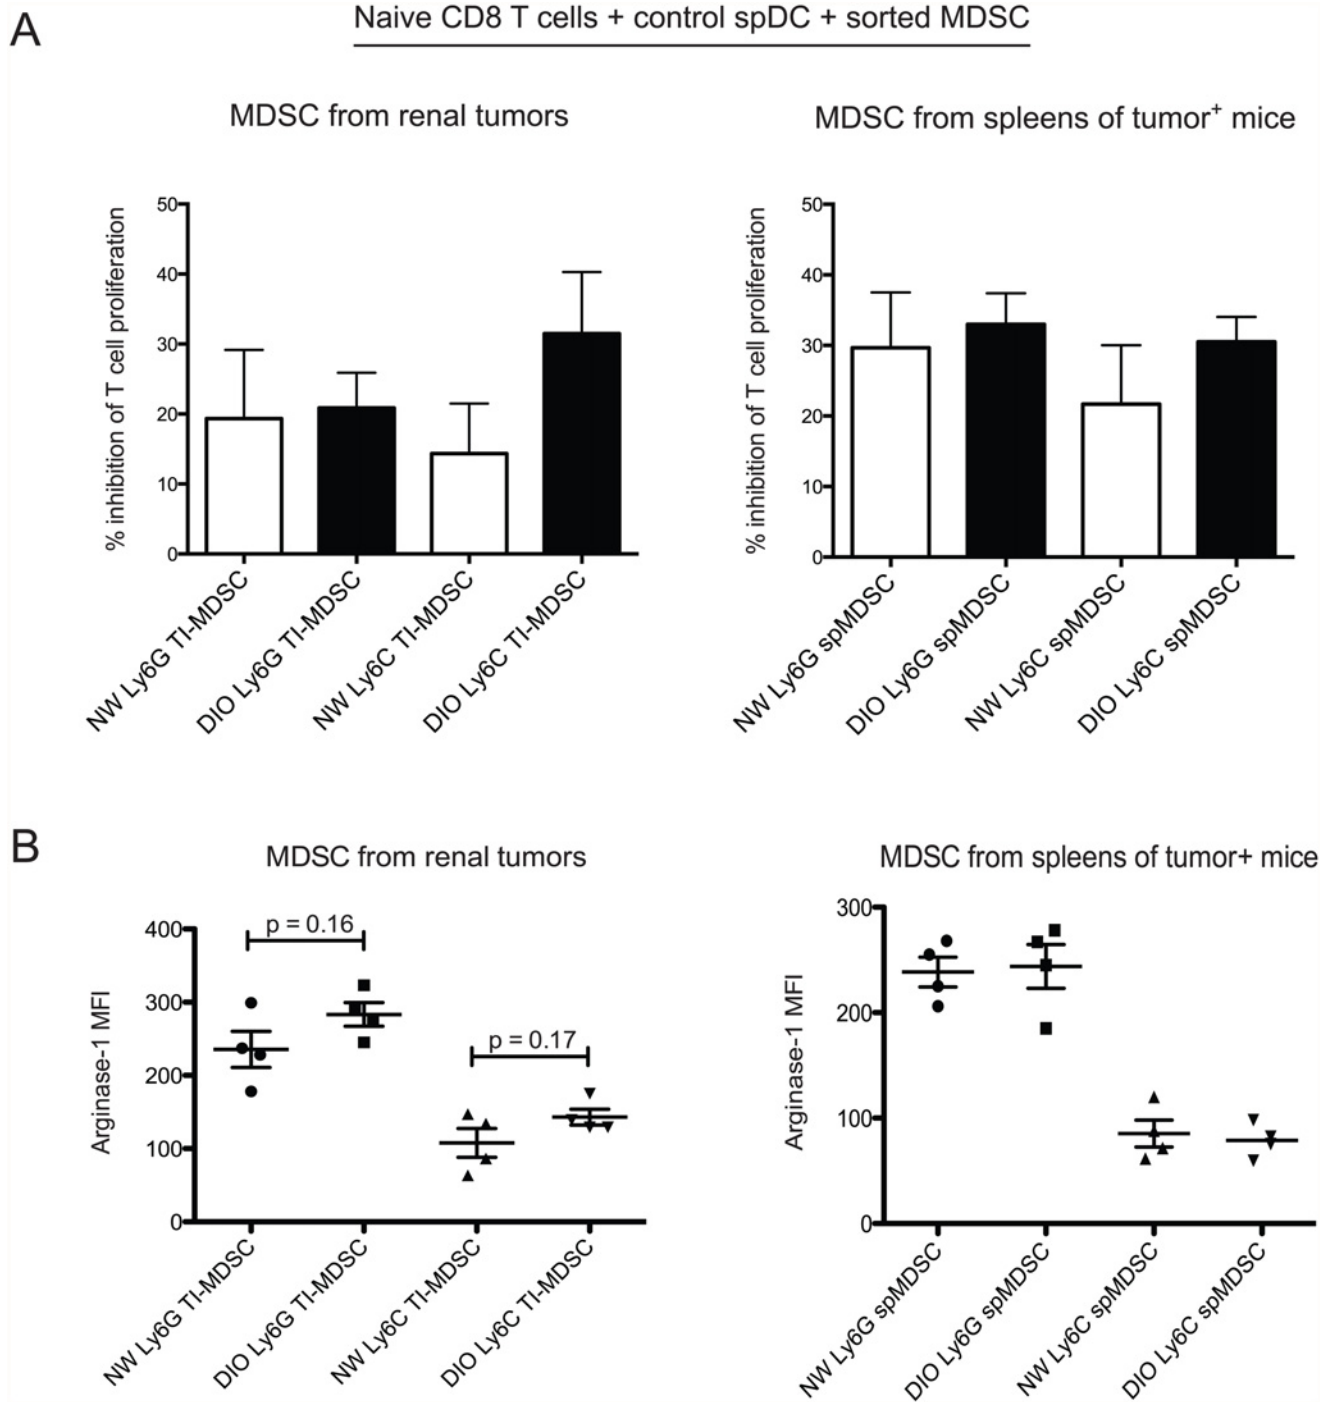 A
Naive CD8 T cells + control spDC + sorted MDSC
MDSC from renal tumors
% inhibition of T cell proliferation
50
40
30
20
10
0
NW Ly6G TI-MDSC
DIO Ly6G TI-MDSC
NW Ly6C TI-MDSC
DIO Ly6C TI-MDSC
MDSC from spleens of tumor⁺ mice
% inhibition of T cell proliferation
50
40
30
20
10
0
NW Ly6G spMDSC
DIO Ly6G spMDSC
NW Ly6C spMDSC
DIO Ly6C spMDSC
B
MDSC from renal tumors
Arginase-1 MFI
400
300
200
100
0
p = 0.16
p = 0.17
NW Ly6G TI-MDSC
DIO Ly6G TI-MDSC
NW Ly6C TI-MDSC
DIO Ly6C TI-MDSC
MDSC from spleens of tumor+ mice
Arginase-1 MFI
300
200
100
0
NW Ly6G spMDSC
DIO Ly6G spMDSC
NW Ly6C spMDSC
DIO Ly6C spMDSC